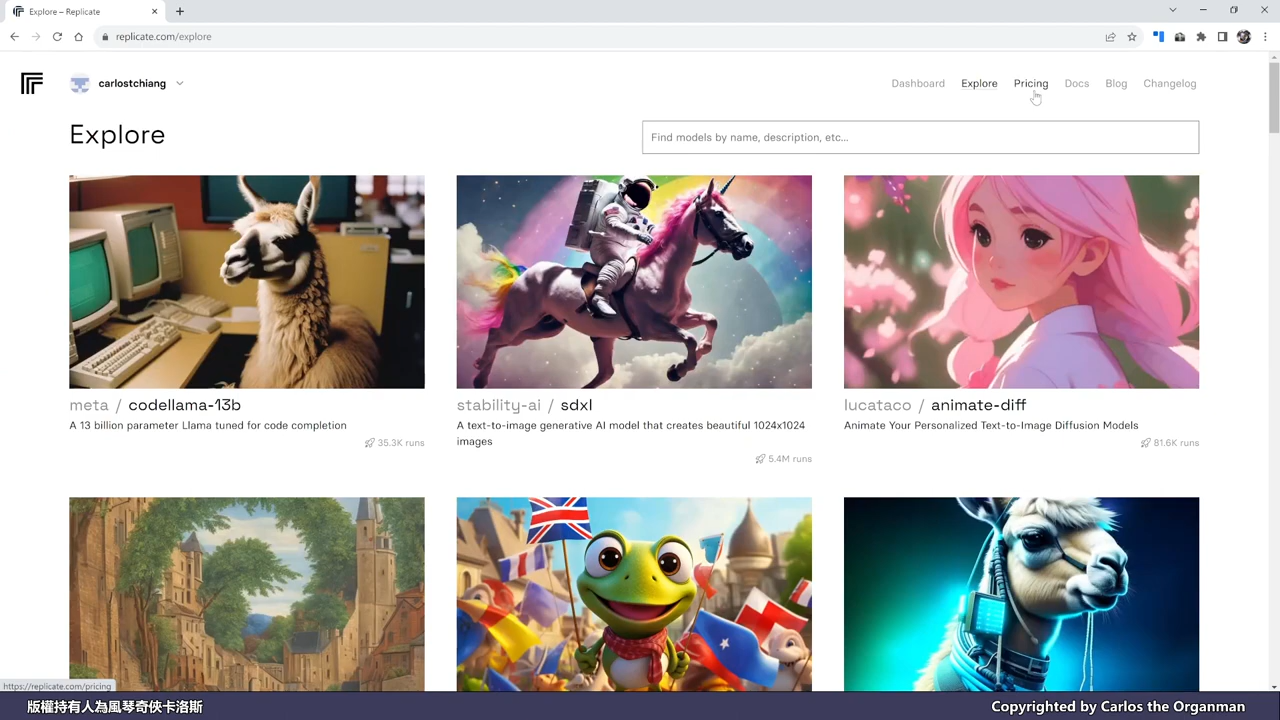 Explore – Replicate
replicate.com/explore
carlostchiang
Dashboard Explore Pricing Docs Blog Changelog
Explore
Find models by name, description, etc...
meta / codellama-13b
A 13 billion parameter Llama tuned for code completion
35.3K runs
stability-ai / sdxl
A text-to-image generative AI model that creates beautiful 1024x1024
images
5.4M runs
lucataco / animate-diff
Animate Your Personalized Text-to-Image Diffusion Models
81.6K runs
https://replicate.com/pricing
版權持有人為風琴奇俠卡洛斯
Copyrighted by Carlos the Organman